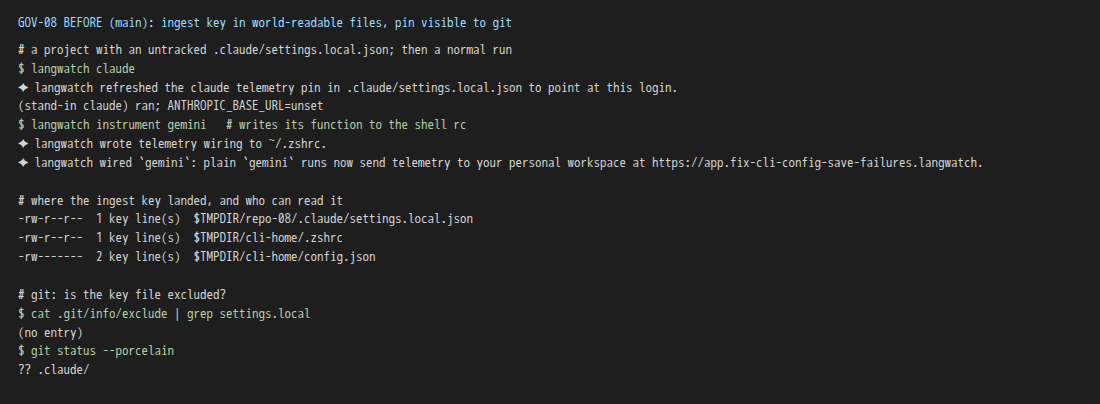 GOV-08 BEFORE (main): ingest key in world-readable files, pin visible to git
# a project with an untracked .claude/settings.local.json; then a normal run
$ langwatch claude
✦ langwatch refreshed the claude telemetry pin in .claude/settings.local.json to point at this login.
(stand-in claude) ran; ANTHROPIC_BASE_URL=unset
$ langwatch instrument gemini   # writes its function to the shell rc
✦ langwatch wrote telemetry wiring to ~/.zshrc.
✦ langwatch wired `gemini`: plain `gemini` runs now send telemetry to your personal workspace at https://app.fix-cli-config-save-failures.langwatch.
# where the ingest key landed, and who can read it
-rw-r--r--  1 key line(s)  $TMPDIR/repo-08/.claude/settings.local.json
-rw-r--r--  1 key line(s)  $TMPDIR/cli-home/.zshrc
-rw-------  2 key line(s)  $TMPDIR/cli-home/config.json
# git: is the key file excluded?
$ cat .git/info/exclude | grep settings.local
(no entry)
$ git status --porcelain
?? .claude/